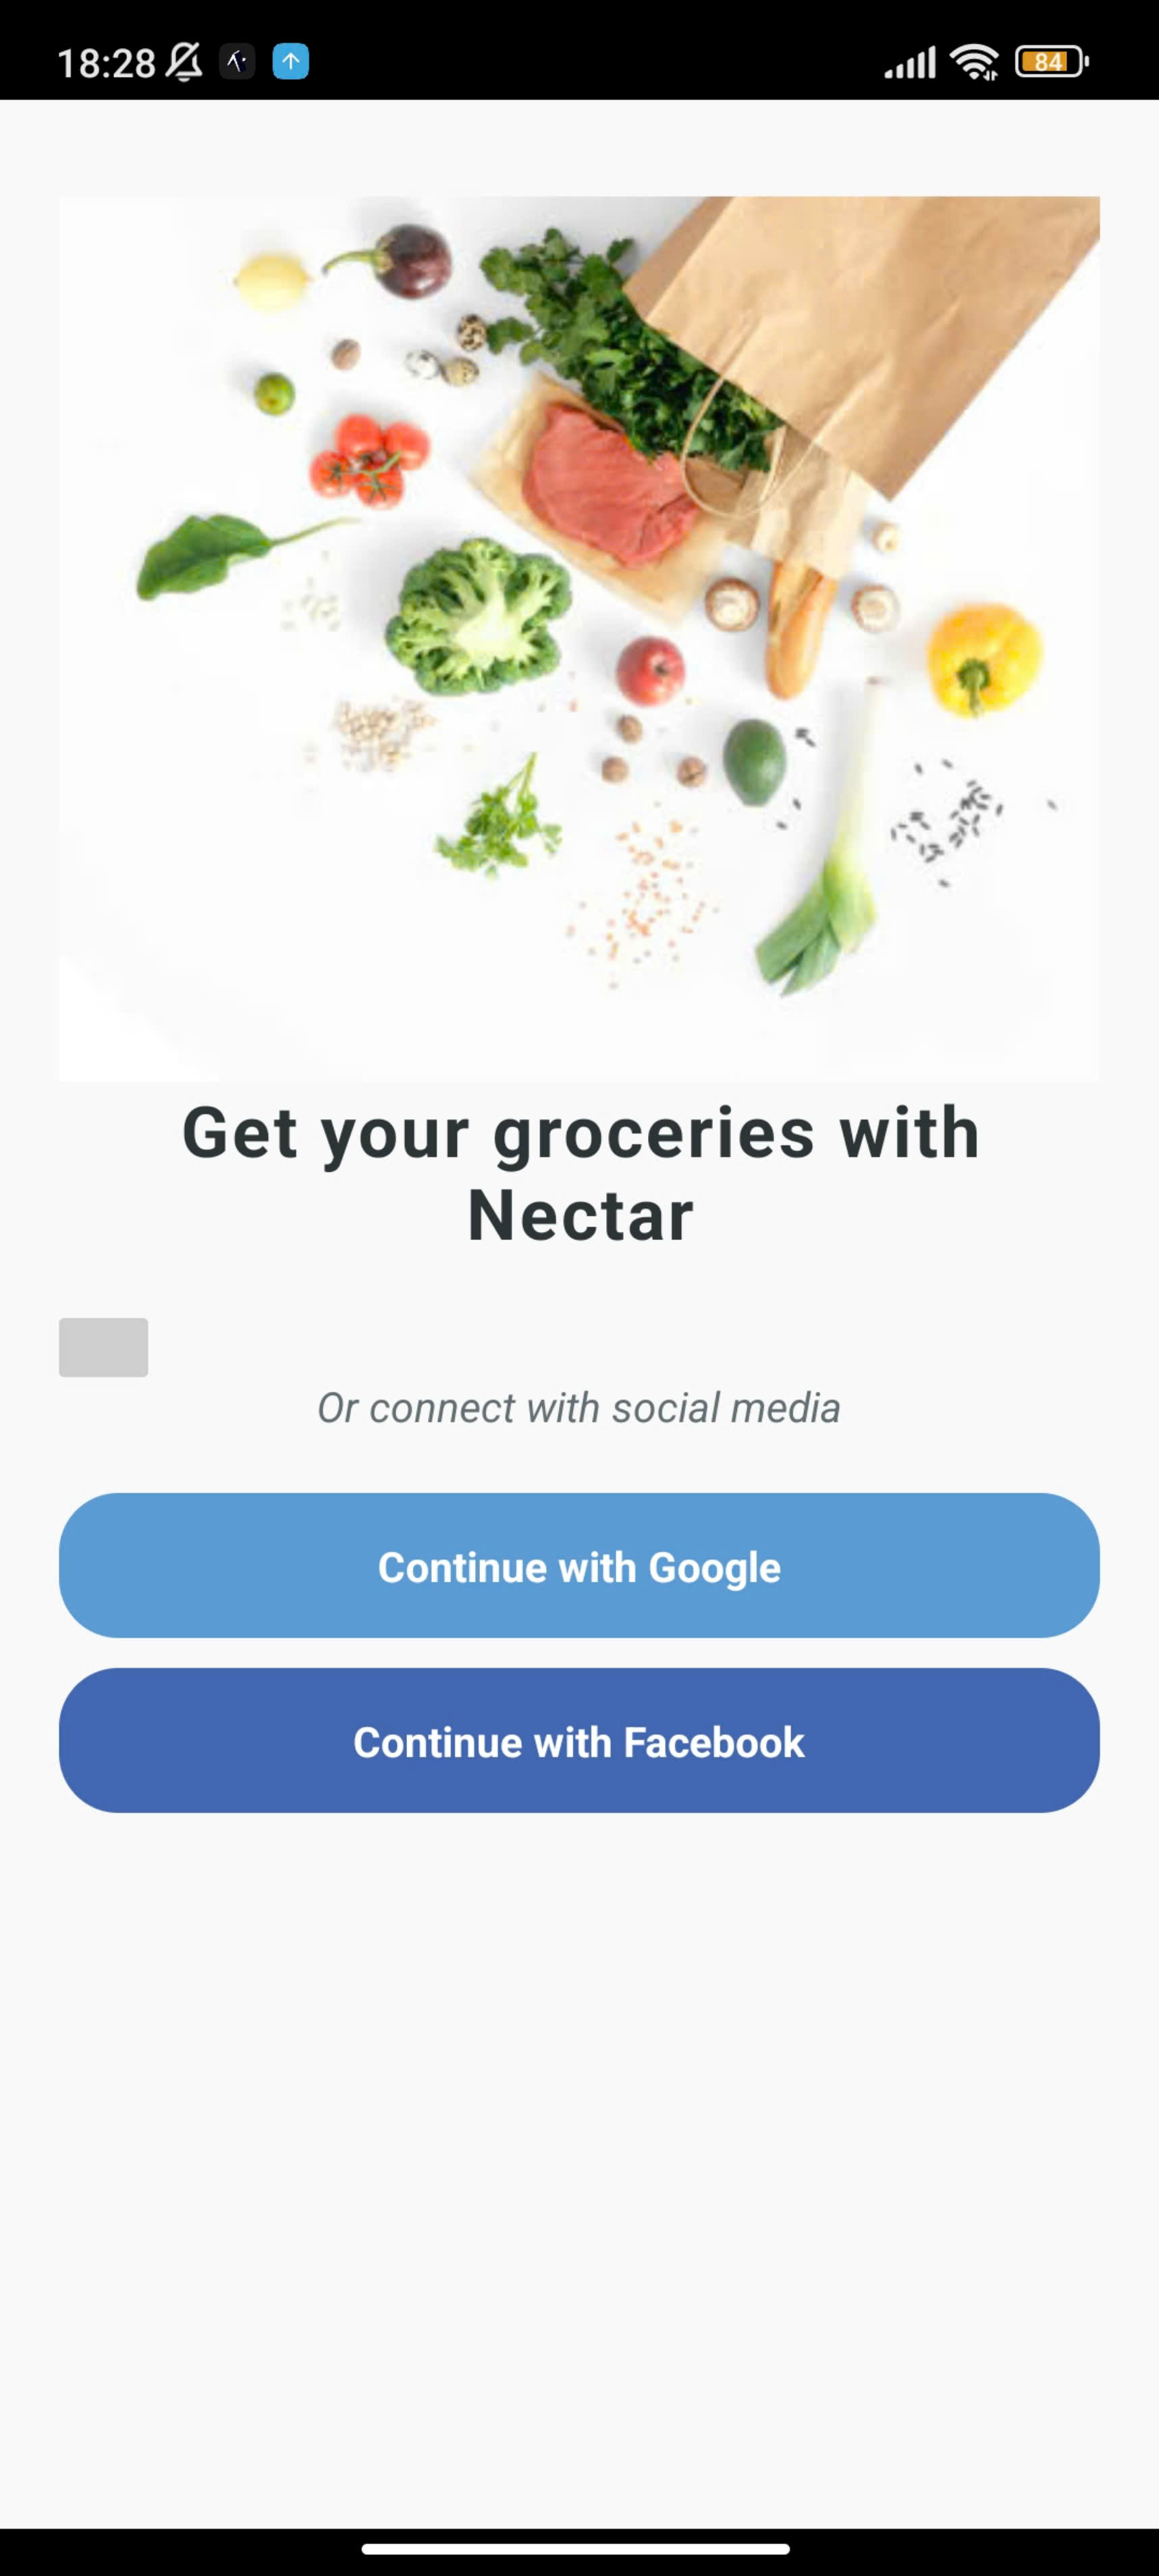 18:28
84
Get your groceries with
Nectar
Or connect with social media
Continue with Google
Continue with Facebook